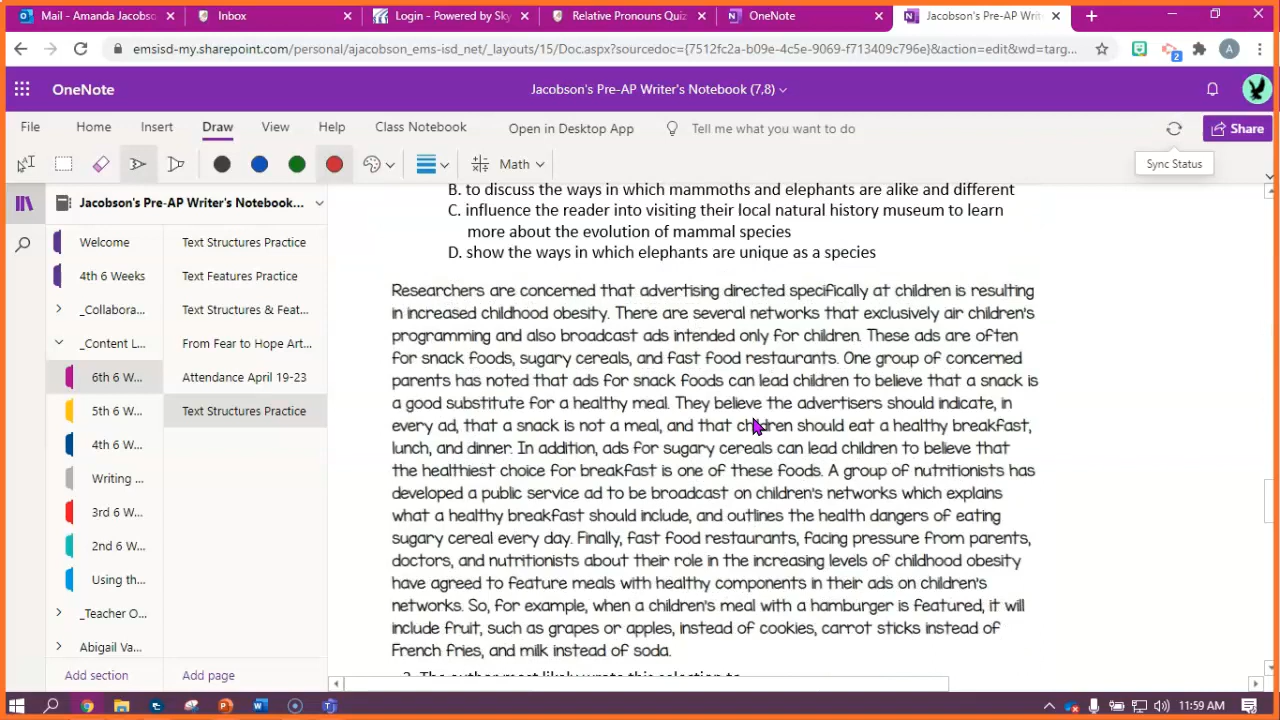 Mail - Amanda Jacobso
Inbox
Login - Powered by Sky
Relative Pronouns Quiz
OneNote
Jacobson's Pre-AP Writ
emsisd-my.sharepoint.com/personal/ajacobson_ems-isd_net/_layouts/15/Doc.aspx?sourcedoc={7512fc2a-b09e-4c5e-9069-f713409c796e}&action=edit&wd=targ...
2
A
OneNote
Jacobson's Pre-AP Writer's Notebook (7,8)
File
Home
Insert
Draw
View
Help
Class Notebook
Open in Desktop App
Tell me what you want to do
Share
Math
Sync Status
Jacobson's Pre-AP Writer's Notebook...
Welcome
4th 6 Weeks
_Collabora...
_Content L...
6th 6 W...
5th 6 W...
4th 6 W...
Writing ...
3rd 6 W...
2nd 6 W...
Using th...
_Teacher O...
Abigail Va...
Add section
Text Structures Practice
Text Features Practice
Text Structures & Feat...
From Fear to Hope Art...
Attendance April 19-23
Text Structures Practice
Add page
B. to discuss the ways in which mammoths and elephants are alike and different
C. influence the reader into visiting their local natural history museum to learn
more about the evolution of mammal species
D. show the ways in which elephants are unique as a species
Researchers are concerned that advertising directed specifically at children is resulting
in increased childhood obesity. There are several networks that exclusively air children's
programming and also broadcast ads intended only for children. These ads are often
for snack foods, sugary cereals, and fast food restaurants. One group of concerned
parents has noted that ads for snack foods can lead children to believe that a snack is
a good substitute for a healthy meal. They believe the advertisers should indicate, in
every ad, that a snack is not a meal, and that children should eat a healthy breakfast,
lunch, and dinner. In addition, ads for sugary cereals can lead children to believe that
the healthiest choice for breakfast is one of these foods. A group of nutritionists has
developed a public service ad to be broadcast on children's networks which explains
what a healthy breakfast should include, and outlines the health dangers of eating
sugary cereal every day. Finally, fast food restaurants, facing pressure from parents,
doctors, and nutritionists about their role in the increasing levels of childhood obesity
have agreed to feature meals with healthy components in their ads on children's
networks. So, for example, when a children's meal with a hamburger is featured, it will
include fruit, such as grapes or apples, instead of cookies, carrot sticks instead of
French fries, and milk instead of soda.
The author most likely wrote this selection to
11:59 AM